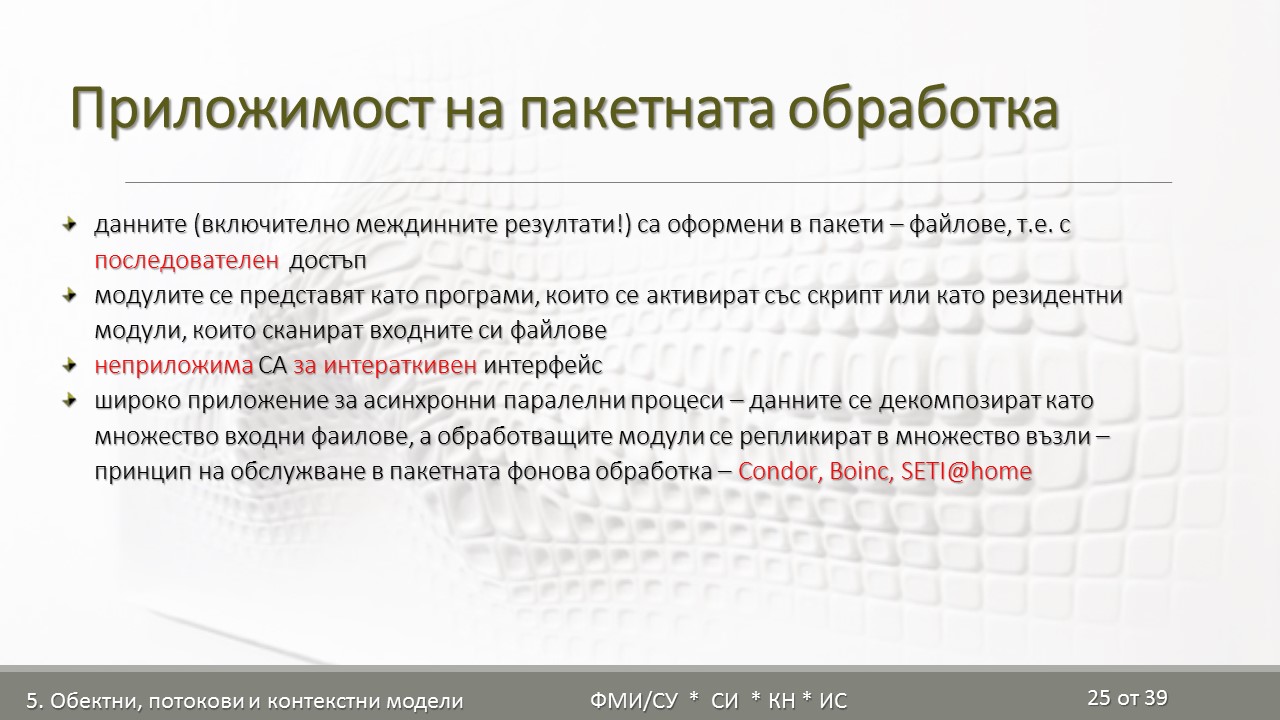 Приложимост на пакетната обработка
данните (включително междинните резултати!) са оформени в пакети – файлове, т.е. с
последователен достъп
модулите се представят като програми, които се активират със скрипт или като резидентни
модули, които сканират входните си файлове
неприложима СА за интераткивен интерфейс
широко приложение за асинхронни паралелни процеси – данните се декомпозират като
множество входни фаилове, а обработващите модули се репликират в множество възли –
принцип на обслужване в пакетната фонова обработка – Condor, Boinc, SETI@home
5. Обектни, потокови и контекстни модели
ФМИ/СУ * СИ * КН * ИС
25 от 39